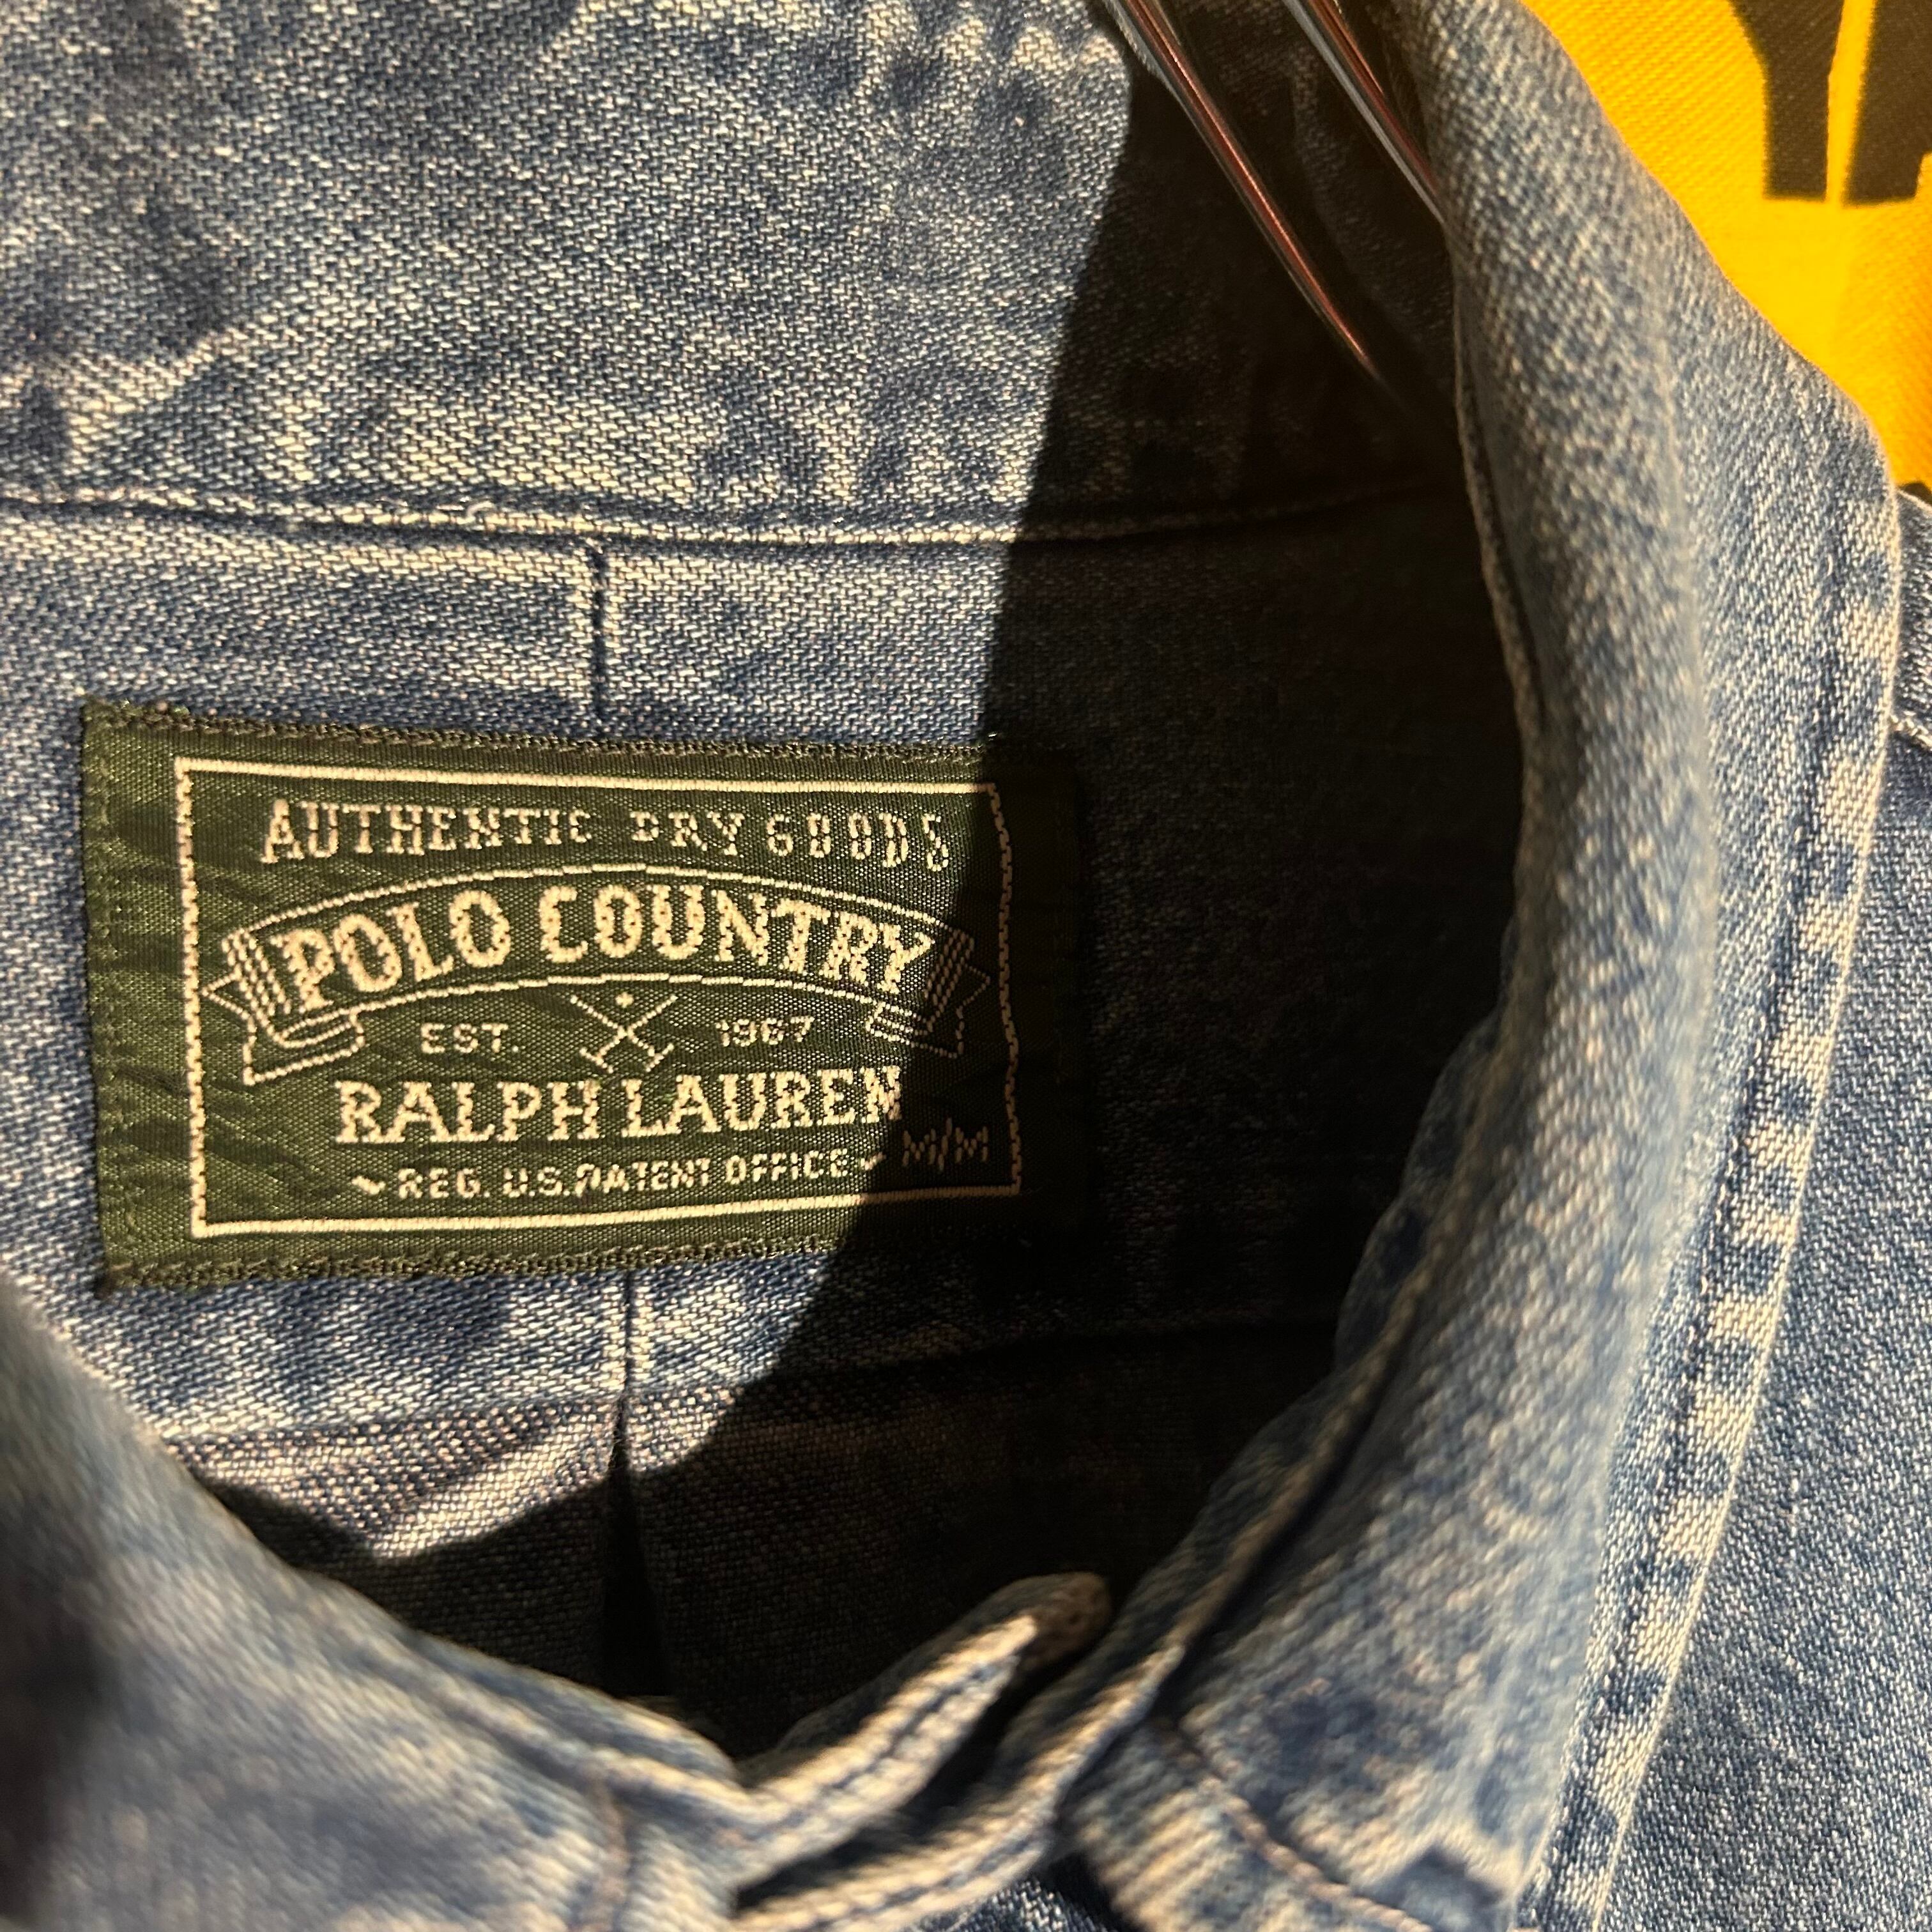 AUTHENTIC DRY GOODS
POLO COUNTRY
EST. 1967
RALPH LAUREN
M/M
~REG. U.S. PATENT OFFICE~